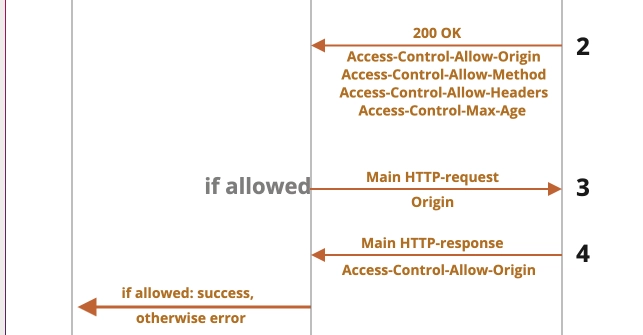 200 OK
2
Access-Control-Allow-Origin
Access-Control-Allow-Method
Access-Control-Allow-Headers
Access-Control-Max-Age
if allowed
Main HTTP-request
3
Origin
Main HTTP-response
4
Access-Control-Allow-Origin
if allowed: success,
otherwise error